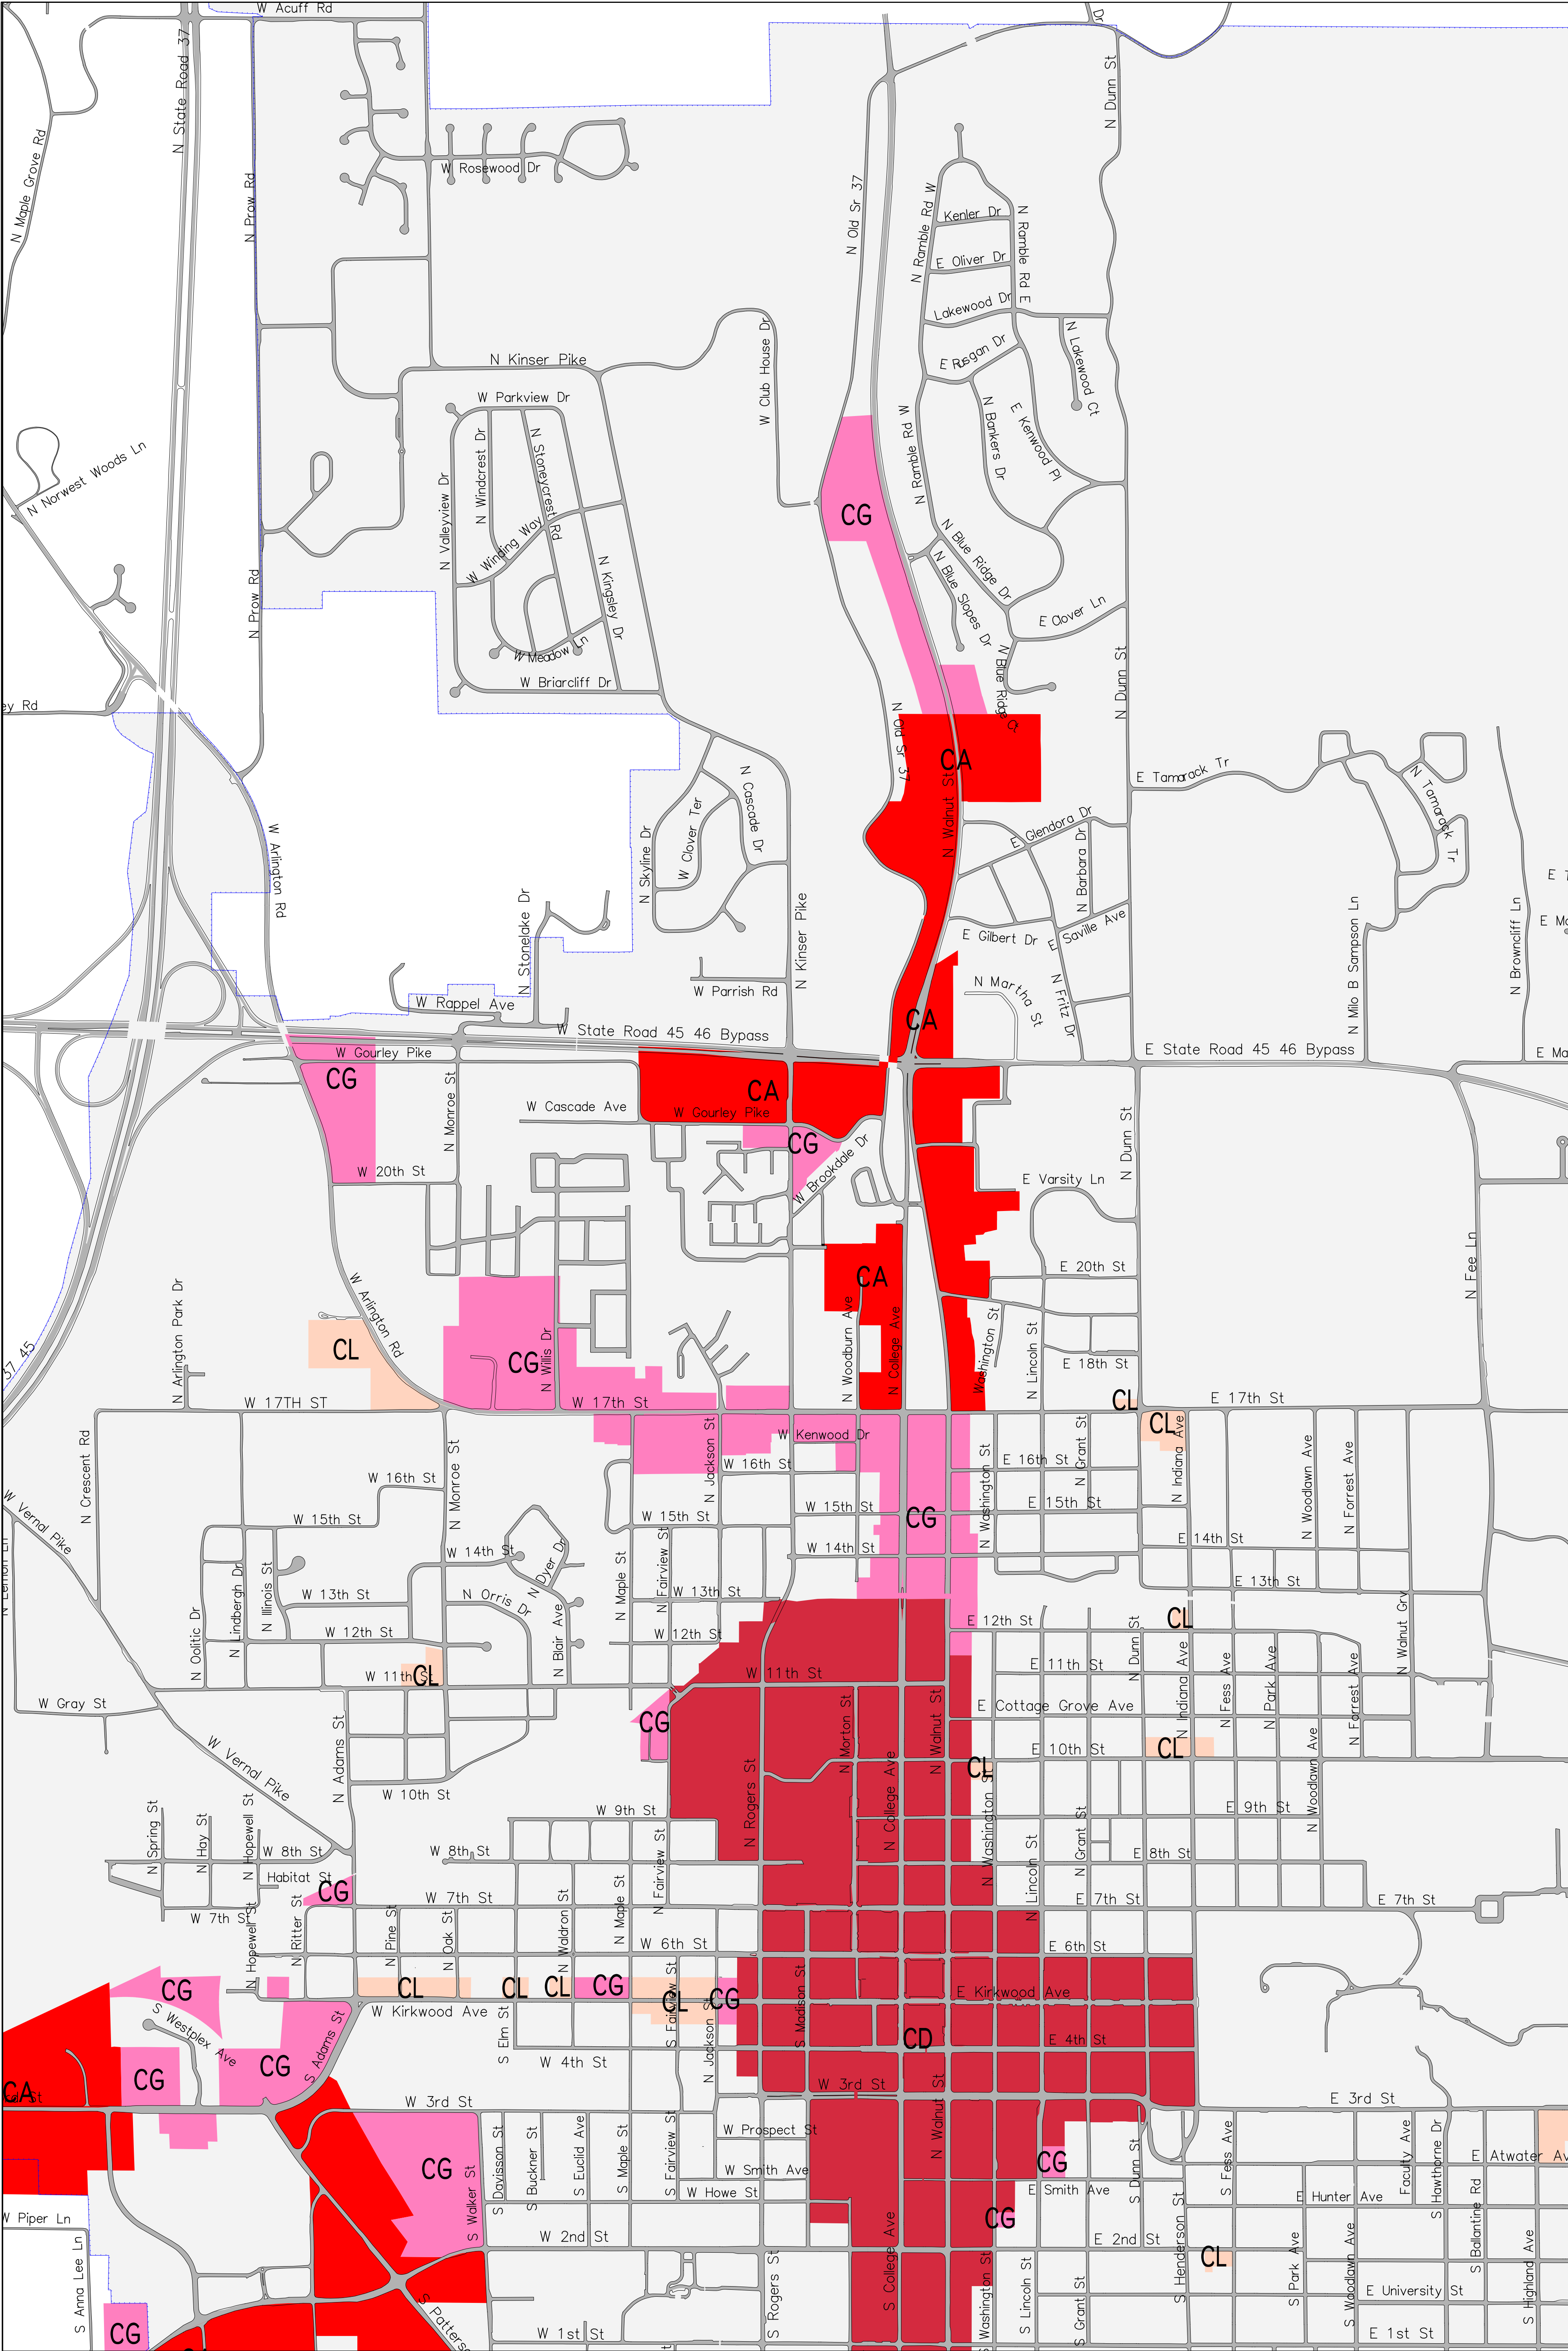 W Acuff Rd
Dr
N State Road 37
N Dunn St
N Maple Grove Rd
N Prow Rd
W Rosewood Dr
N Old Sr 37
N Ramble Rd W
Kenler Dr
N Ramble Rd E
E Oliver Dr
Lakewood Dr
N Lakewood Ct
W Club House Dr
N Kinser Pike
W Parkview Dr
N Ramble Rd W
N Bankers Dr
E Kenwood Pl
N Norwest Woods Ln
N Valleyview Dr
N Windcrest Dr
N Stoneycrest Rd
W Winding Way
CG
N Blue Ridge Dr
N Blue Slopes Dr
N Prow Rd
N Kingsley Dr
E Clover Ln
W Meadow Ln
N Blue Ridge Ct
N Dunn St
W Briarcliff Dr
ey Rd
N Old Sr 37
CA
N Walnut St
E Tamarack Tr
N Tamarack Tr
N Cascade Dr
W Clover Ter
N Skyline Dr
E Glendora Dr
N Barbara Dr
W Arlington Rd
N Stonelake Dr
N Kinser Pike
E Gilbert Dr
E Saville Ave
N Milo B Sampson Ln
N Browncliff Ln
W Parrish Rd
N Martha St
N Fritz Dr
W Rappel Ave
CA
W State Road 45 46 Bypass
E State Road 45 46 Bypass
E Ma
W Gourley Pike
CG
CA
N Monroe St
W Cascade Ave
W Gourley Pike
CG
W Brookdale Dr
N Dunn St
W 20th St
E Varsity Ln
N Fee Ln
E 20th St
CA
N Arlington Park Dr
W Arlington Rd
37 45
CL
CG
N Willis Dr
N Woodburn Ave
N College Ave
Washington St
N Lincoln St
E 18th St
W 17TH ST
W 17th St
CL
E 17th St
CL
W Kenwood Dr
N Crescent Rd
N Monroe St
N Jackson St
W 16th St
W 16th St
E 16th St
N Washington St
N Grant St
N Indiana Ave
N Woodlawn Ave
N Forrest Ave
W Vernal Pike
W 15th St
W 15th St
W 15th St
CG
E 15th St
W 14th St
W 14th St
E 14th St
N Lindbergh Dr
N Illinois St
N Oolitic Dr
W 13th St
N Orris Dr
N Dyer Dr
N Maple St
N Fairview St
W 13th St
E 13th St
W 12th St
N Blair Ave
W 12th St
E 12th St
CL
N Walnut Grv
W 11th St
CL
W 11th St
E 11th St
N Dunn St
N Indiana Ave
N Fess Ave
N Park Ave
N Forrest Ave
W Gray St
CG
N Morton St
N Walnut St
E Cottage Grove Ave
N Adams St
W Vernal Pike
E 10th St
CL
CL
W 10th St
N Rogers St
N College Ave
N Woodlawn Ave
W 9th St
E 9th St
N Spring St
N Hay St
N Hopewell St
W 8th St
W 8th St
N Fairview St
N Washington St
N Lincoln St
N Grant St
E 8th St
Habitat St
CG
W 7th St
W 7th St
E 7th St
E 7th St
N Hopewell St
N Ritter St
N Pine St
N Oak St
N Waldron St
N Maple St
W 6th St
E 6th St
CG
CL
CL
CL
CG
CL
CG
S Fairview St
S Madison St
E Kirkwood Ave
W Kirkwood Ave
S Westplex Ave
S Adams St
S Elm St
N Jackson St
CD
E 4th St
W 4th St
CG
CG
CA
W 3rd St
W 3rd St
E 3rd St
N Walnut St
S Davisson St
S Buckner St
S Euclid Ave
S Maple St
S Fairview St
W Prospect St
W Smith Ave
CG
CG
S Walker St
W Howe St
E Smith Ave
S Dunn St
S Fess Ave
Faculty Ave
S Hawthorne Dr
E Atwater Av
E Hunter Ave
CG
W Piper Ln
W 2nd St
E 2nd St
S Henderson St
CL
S Anna Lee Ln
S Rogers St
S College Ave
S Washington St
S Lincoln St
S Grant St
S Park Ave
S Woodlawn Ave
S Ballantine Rd
S Highland Ave
E University St
CG
W 1st St
E 1st St